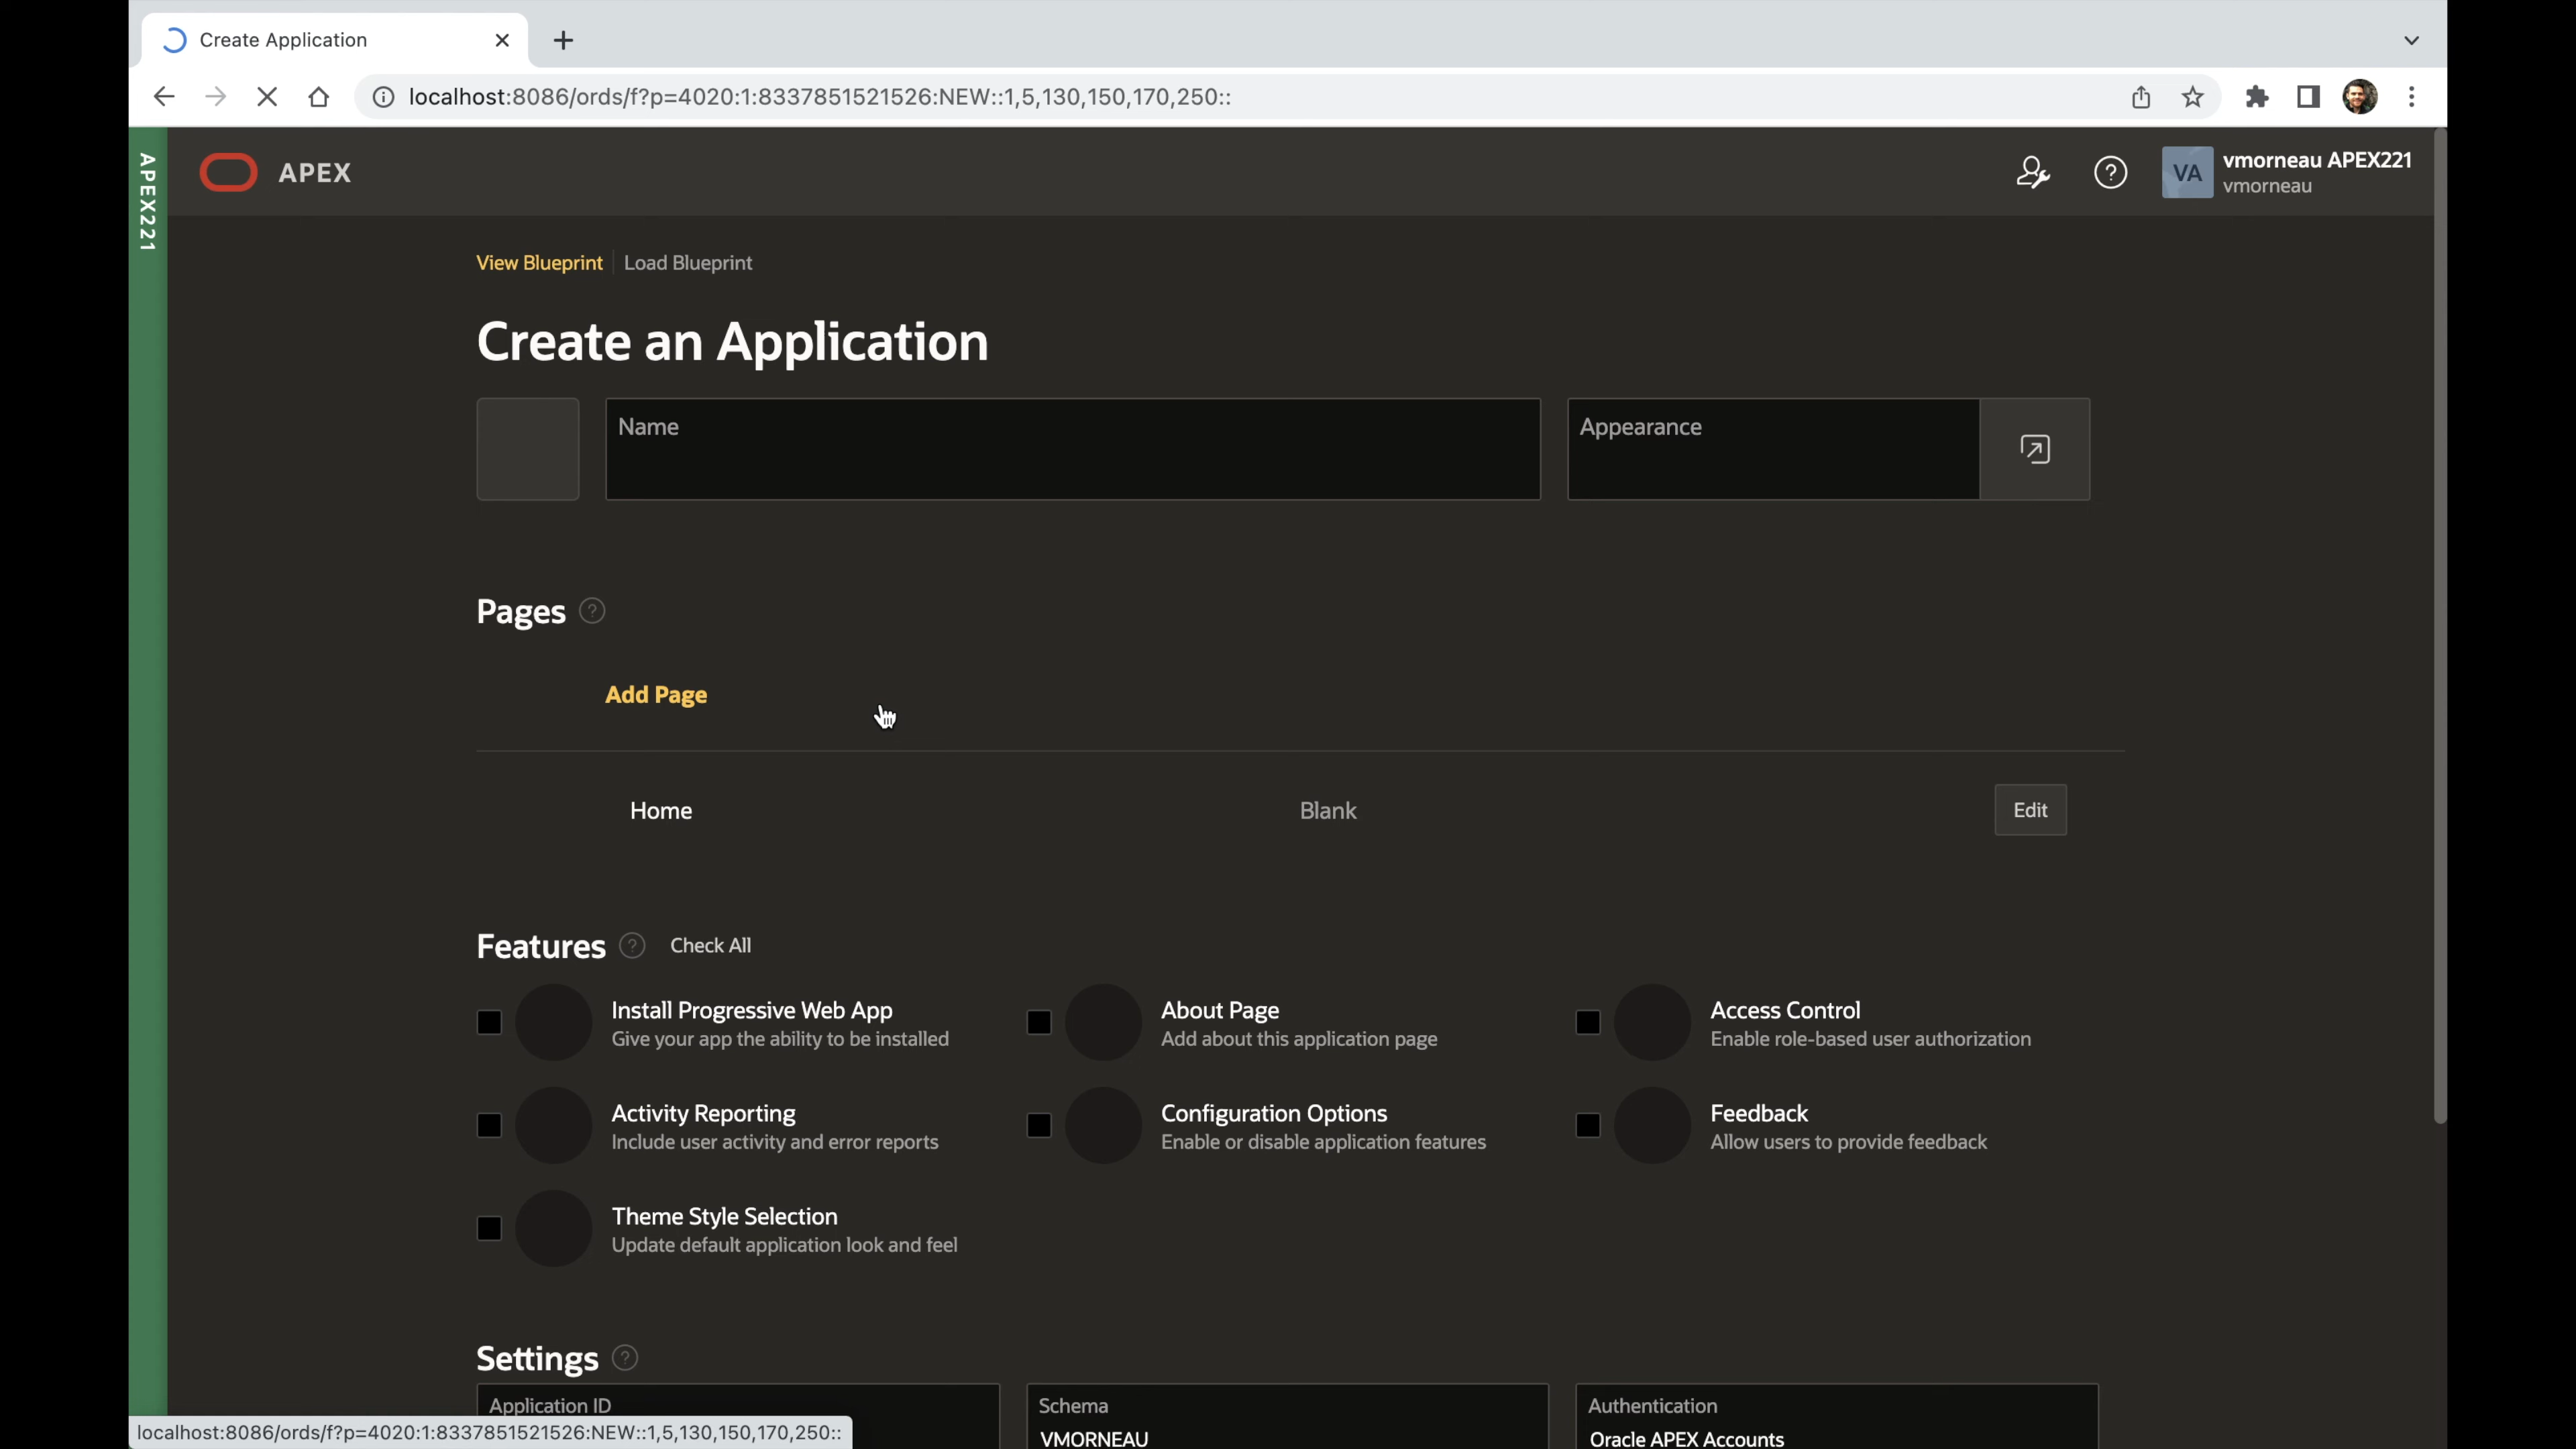 Create Application
localhost:8086/ords/f?p=4020:1:8337851521526:NEW::1,5,130,150,170,250::
APEX221
APEX
vmorneau APEX221
VA
vmorneau
View Blueprint
Load Blueprint
Create an Application
Name
Appearance
Pages ?
Add Page
Home
Blank
Edit
Features ?
Check All
Install Progressive Web App
Give your app the ability to be installed
About Page
Add about this application page
Access Control
Enable role-based user authorization
Activity Reporting
Include user activity and error reports
Configuration Options
Enable or disable application features
Feedback
Allow users to provide feedback
Theme Style Selection
Update default application look and feel
Settings ?
Application ID
Schema
VMORNEAU
Authentication
Oracle APEX Accounts
localhost:8086/ords/f?p=4020:1:8337851521526:NEW::1,5,130,150,170,250::